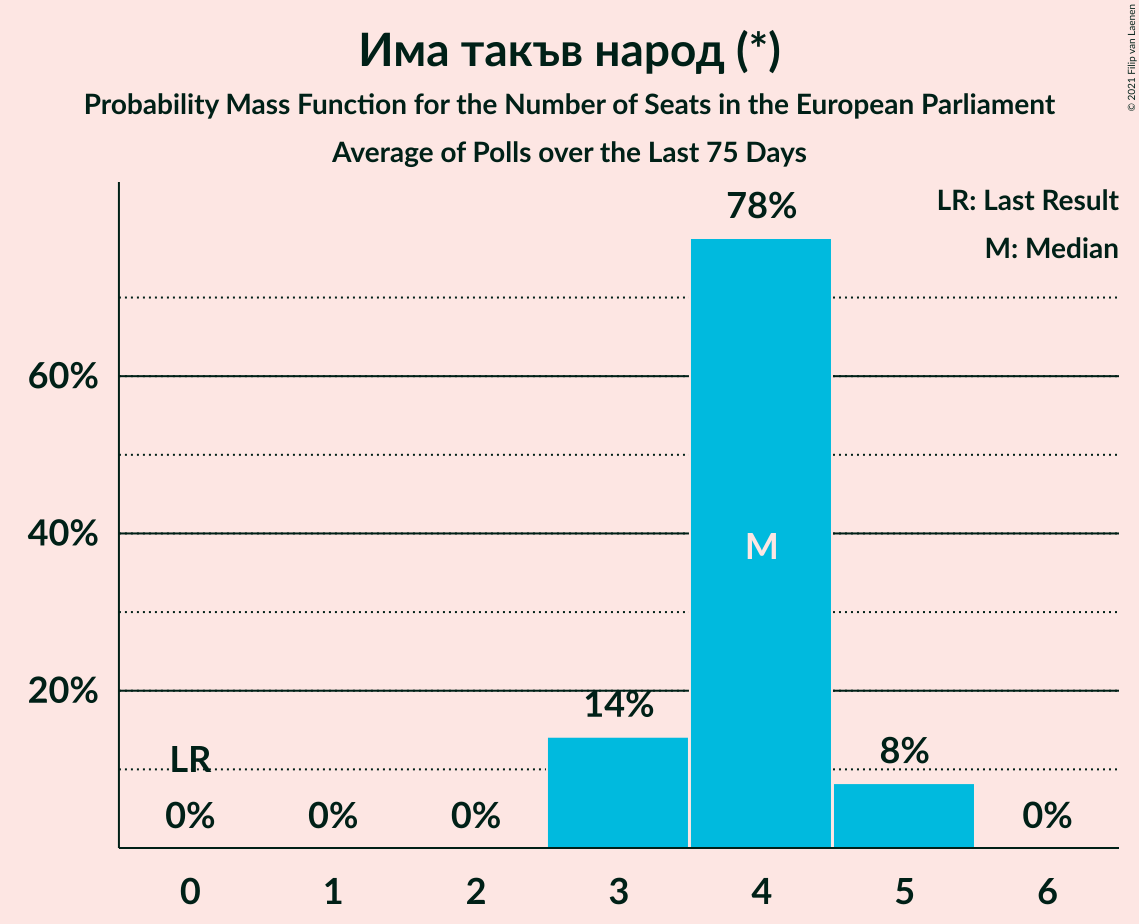 Има такъв народ (*)
Probability Mass Function for the Number of Seats in the European Parliament
Average of Polls over the Last 75 Days
© 2021 Filip van Laenen
LR: Last Result
M: Median
78%
60%
40%
M
20%
14%
LR
8%
0%
0%
0%
0%
0
1
2
3
4
5
6